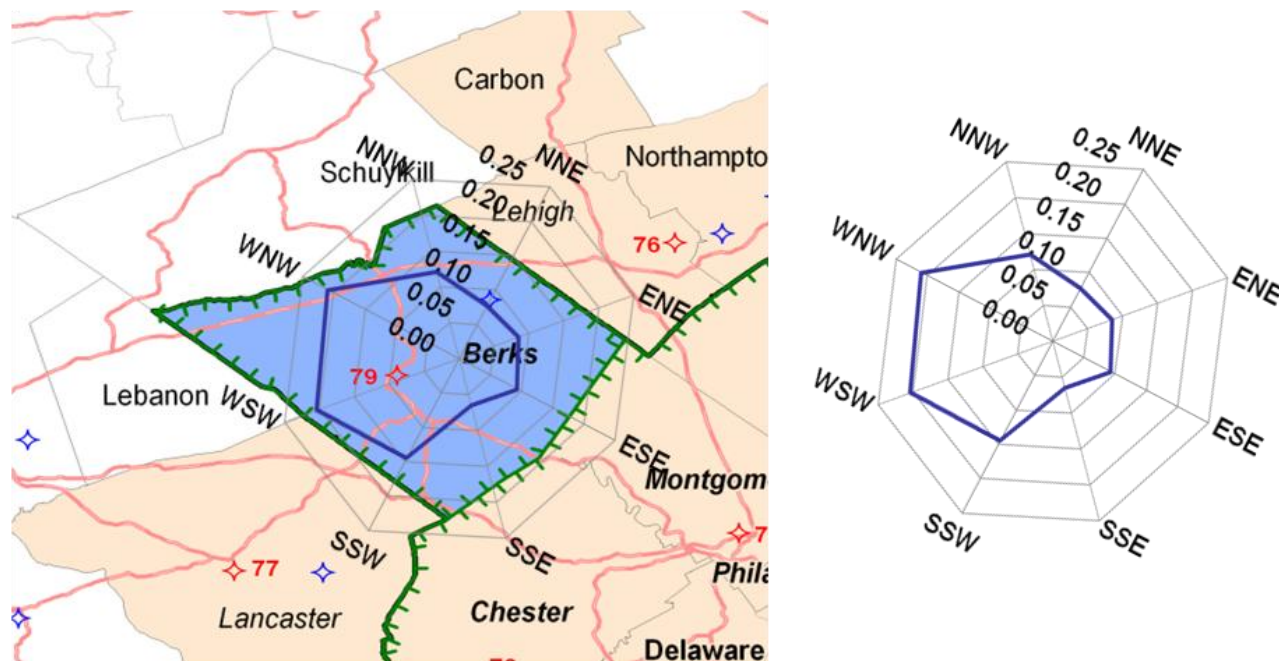 Carbon
NNW
0.25
NNE
Northampto
Schuylkill
0.20
Lehigh
0.15
76
WNW
0.10
ENE
0.05
0.00
Berks
79
Lebanon
WSW
ESE
Montgom
SSW
SSE
7
77
Phila
Lancaster
Chester
Delaware
NNW
0.25
NNE
0.20
0.15
WNW
0.10
ENE
0.05
0.00
WSW
ESE
SSW
SSE